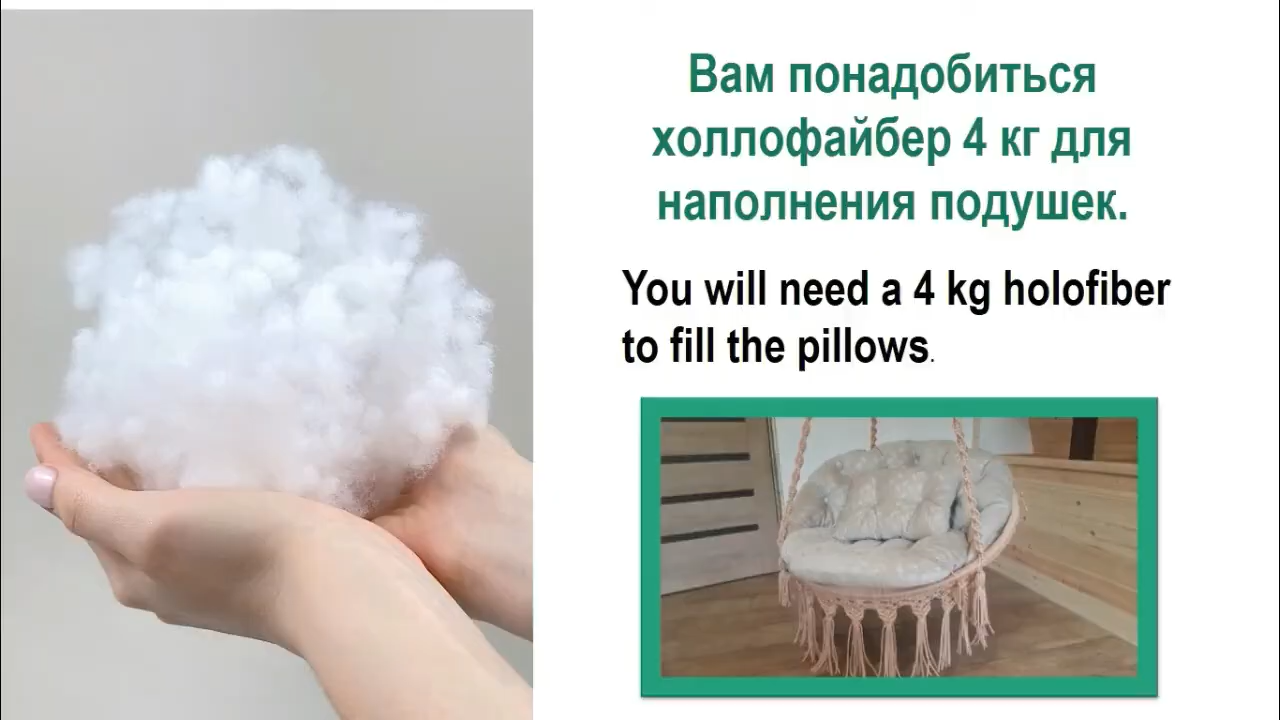 Вам понадобиться
холлофайбер 4 кг для
наполнения подушек.
You will need a 4 kg holofiber
to fill the pillows.